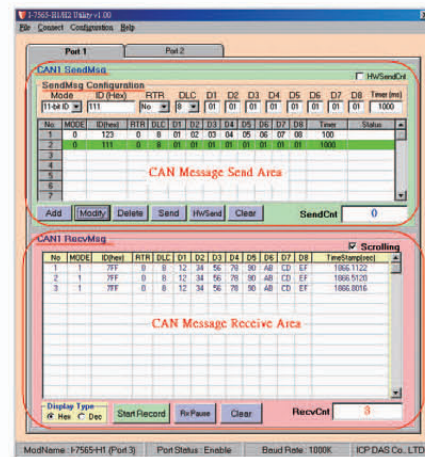 I-7565-H1/H2 Utility v1.00
File Connect Configuration Help
Port 1 Port 2
CAN1 SendMsg
HWSendCnt
SendMsg Configuration
Mode ID (Hex) RTR DLC D1 D2 D3 D4 D5 D6 D7 D8 Timer (ms)
11-bit ID 111 No 8 01 01 01 01 01 01 01 01 1000
No MODE ID(hex) RTR DLC D1 D2 D3 D4 D5 D6 D7 D8 Timer Status
1 0 123 0 8 01 02 03 04 05 06 07 08 100
2 0 111 0 8 01 01 01 01 01 01 01 01 1000
3
4
5
6
7
CAN Message Send Area
Add Modify Delete Send HWSend Clear SendCnt 0
CAN1 RecvMsg
Scrolling
No MODE ID(hex) RTR DLC D1 D2 D3 D4 D5 D6 D7 D8 TimeStamp(sec)
1 1 7FF 0 8 12 34 56 78 90 AB CD EF 1866.1122
2 1 7FF 0 8 12 34 56 78 90 AB CD EF 1866.5120
3 1 7FF 0 8 12 34 56 78 90 AB CD EF 1866.8016
CAN Message Receive Area
Display Type
Hex Dec Start Record Rx Pause Clear RecvCnt 3
ModName : I-7565-H1 (Port 3) Port Status : Enable Baud Rate : 1000K ICP DAS Co., LTD